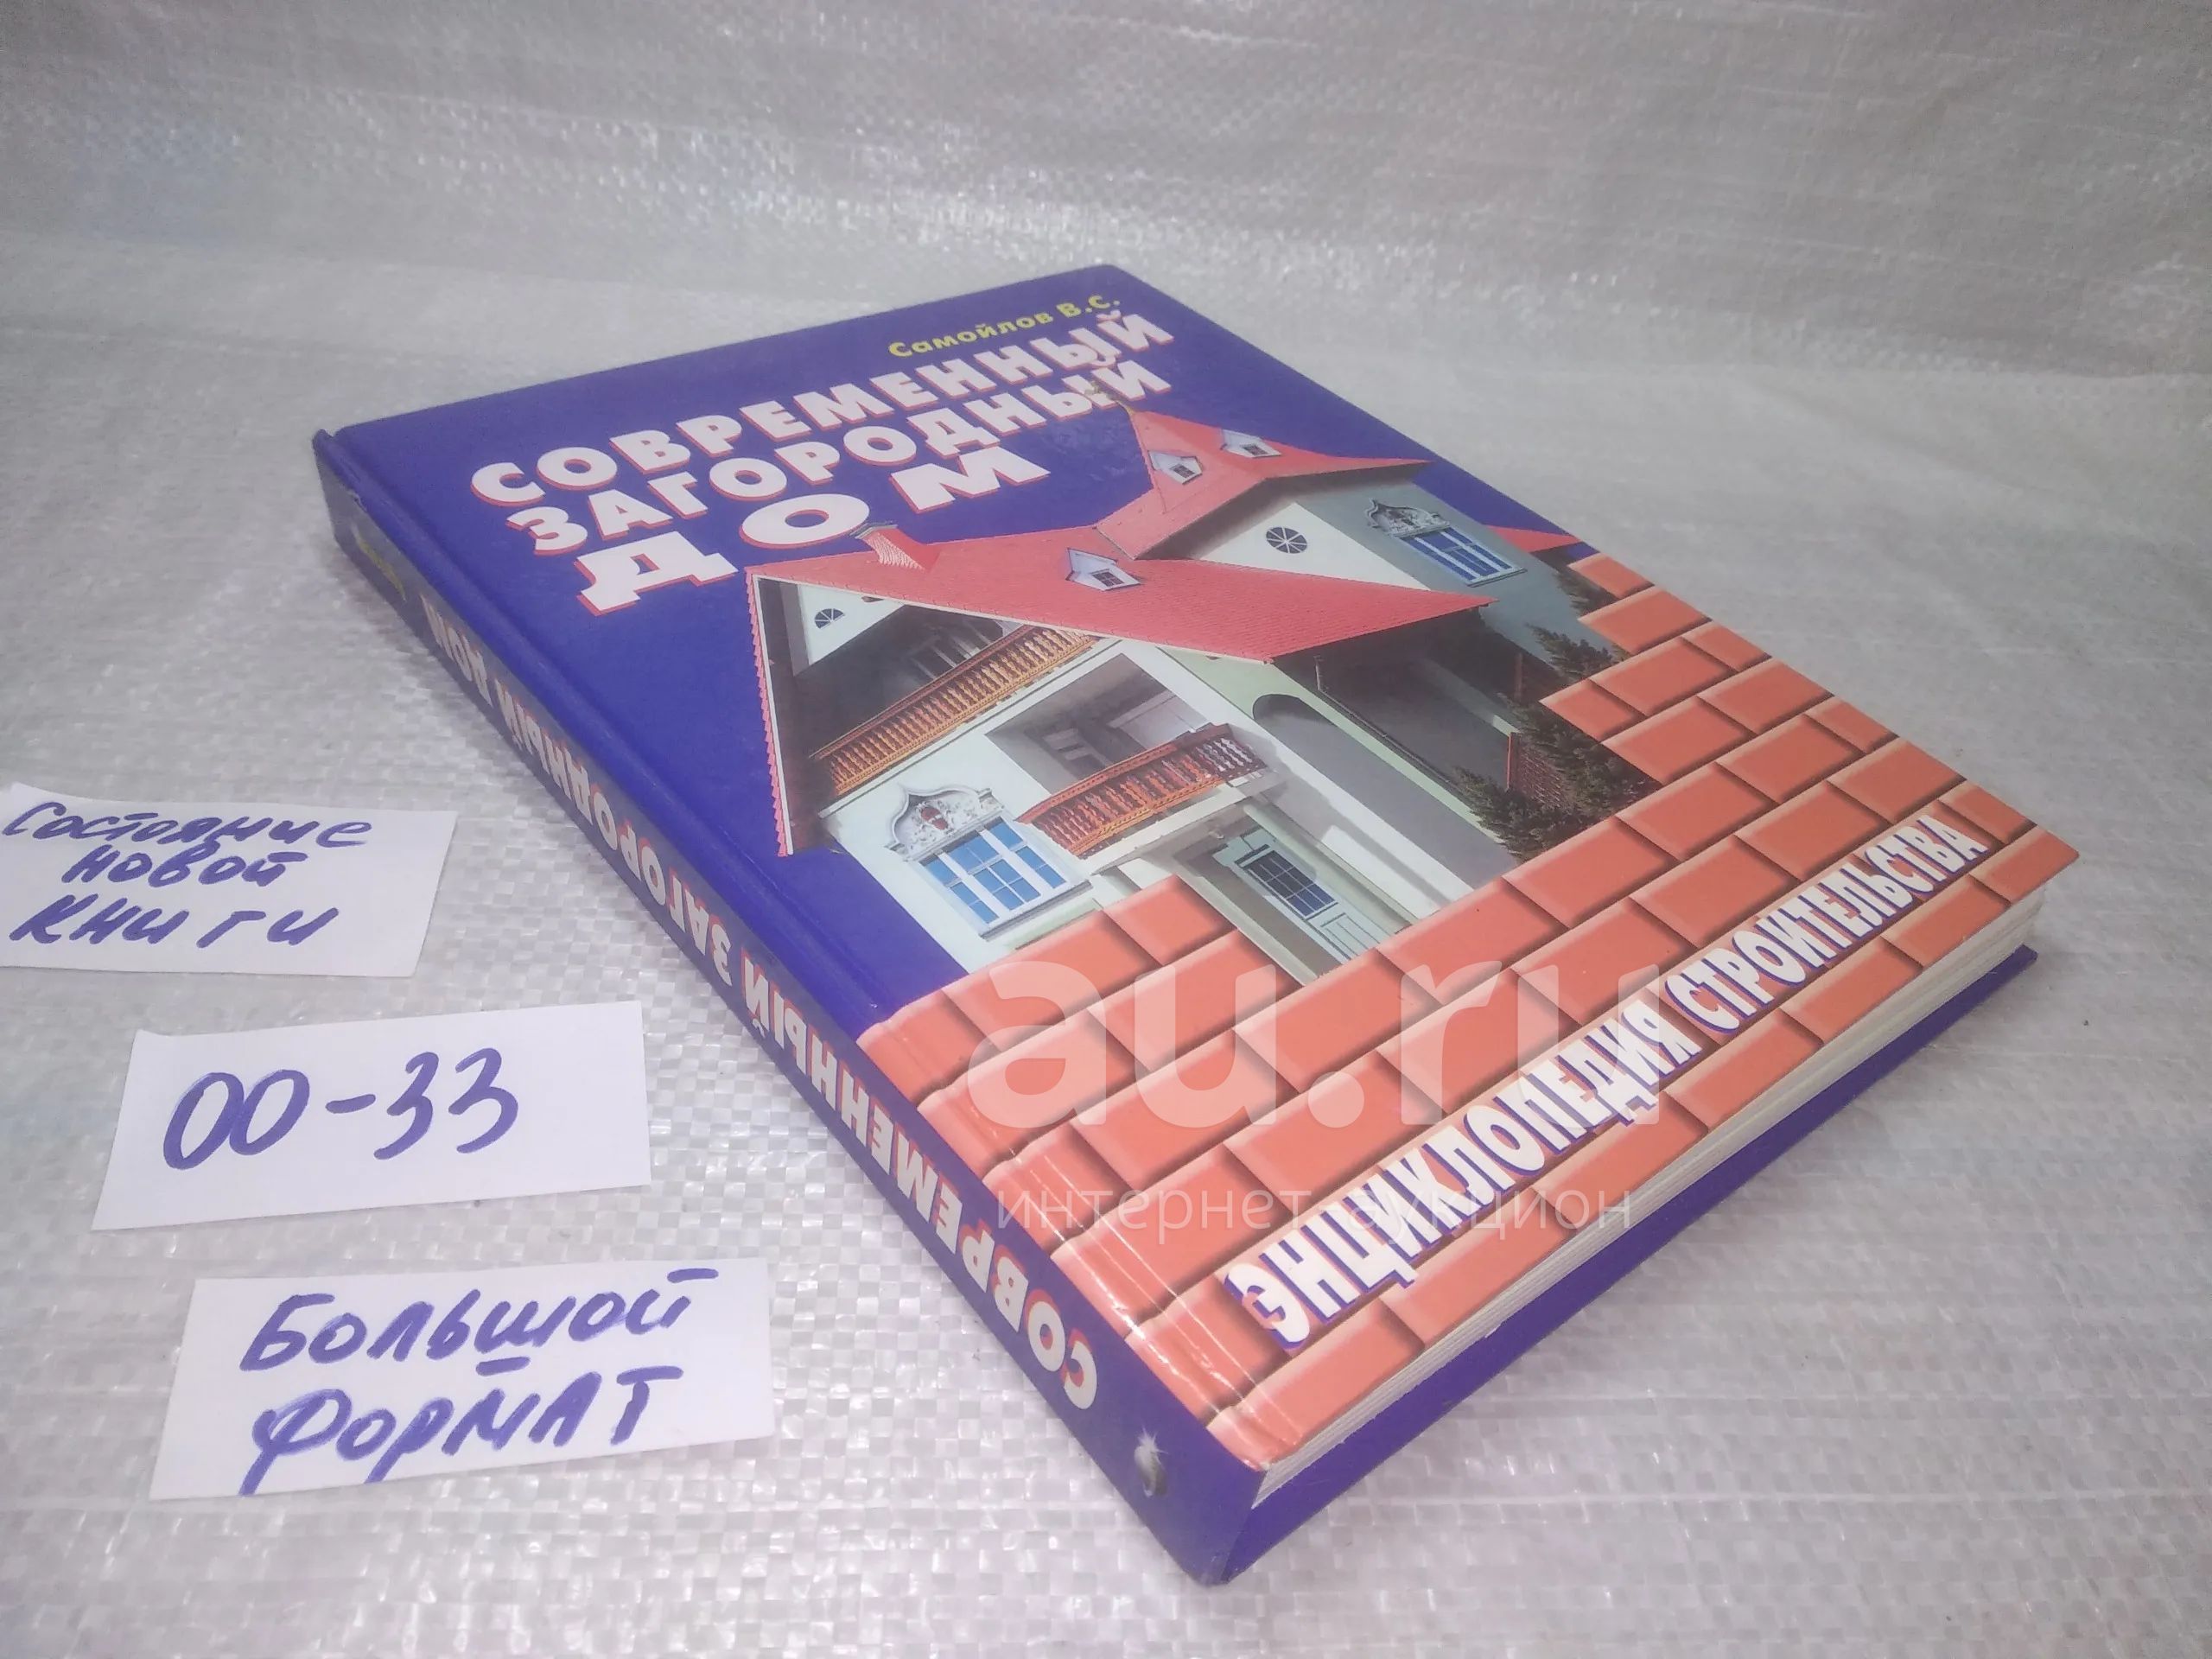 Самойлов В.С.
СОВРЕМЕННЫЙ
ЗАГОРОДНЫЙ
ДОМ
ЭНЦИКЛОПЕДИЯ СТРОИТЕЛЬСТВА
СОВРЕМЕННЫЙ ЗАГОРОДНЫЙ ДОМ
Состояние
новой
книги
00-33
Большой
формат
au.ru
интернет аукцион